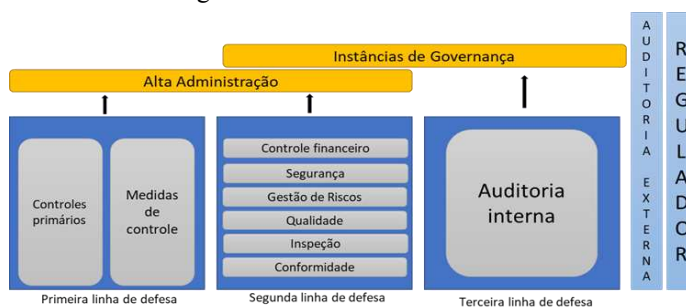 Instâncias de Governança
Alta Administração
Controles
primários
Medidas
de
controle
Primeira linha de defesa
Controle financeiro
Segurança
Gestão de Riscos
Qualidade
Inspeção
Conformidade
Segunda linha de defesa
Auditoria
interna
Terceira linha de defesa
AUDITORIA EXTERNA
REGULADOR